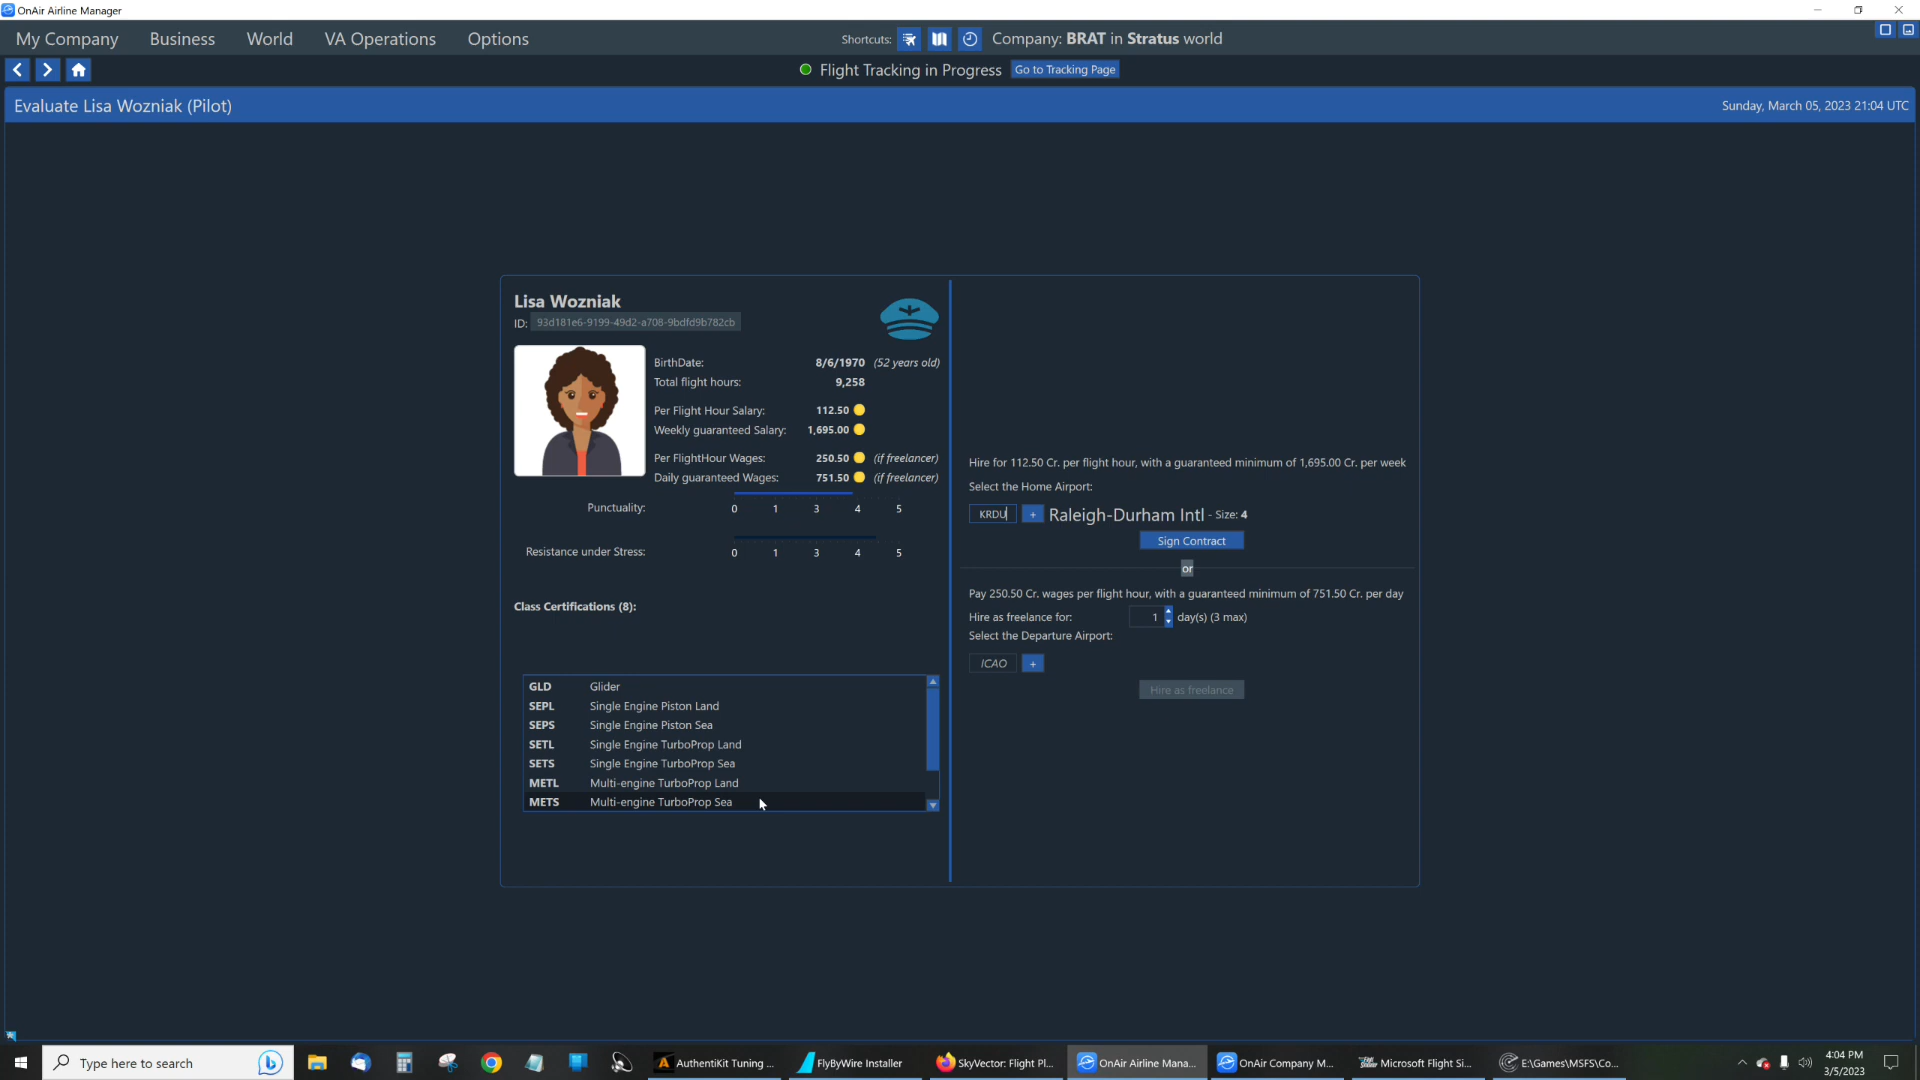 OnAir Airline Manager
My Company Business World VA Operations Options
Shortcuts: Company: BRAT in Stratus world
Flight Tracking in Progress Go to Tracking Page
Evaluate Lisa Wozniak (Pilot) Sunday, March 05, 2023 21:04 UTC
Lisa Wozniak
ID: 93d181e6-9199-49d2-a708-9bdfd9b782cb
BirthDate: 8/6/1970 (52 years old)
Total flight hours: 9,258
Per Flight Hour Salary: 112.50
Weekly guaranteed Salary: 1,695.00
Per FlightHour Wages: 250.50 (if freelancer)
Daily guaranteed Wages: 751.50 (if freelancer)
Punctuality: 0 1 3 4 5
Resistance under Stress: 0 1 3 4 5
Class Certifications (8):
GLD Glider
SEPL Single Engine Piston Land
SEPS Single Engine Piston Sea
SETL Single Engine TurboProp Land
SETS Single Engine TurboProp Sea
METL Multi-engine TurboProp Land
METS Multi-engine TurboProp Sea
Hire for 112.50 Cr. per flight hour, with a guaranteed minimum of 1,695.00 Cr. per week
Select the Home Airport:
KRDU + Raleigh-Durham Intl - Size: 4
Sign Contract
or
Pay 250.50 Cr. wages per flight hour, with a guaranteed minimum of 751.50 Cr. per day
Hire as freelance for: 1 day(s) (3 max)
Select the Departure Airport:
ICAO +
Hire as freelance
Type here to search
AuthentiKit Tuning ... FlyByWire Installer SkyVector: Flight Pl... OnAir Airline Mana... OnAir Company M... Microsoft Flight Si... E:\Games\MSFS\Co...
4:04 PM
3/5/2023